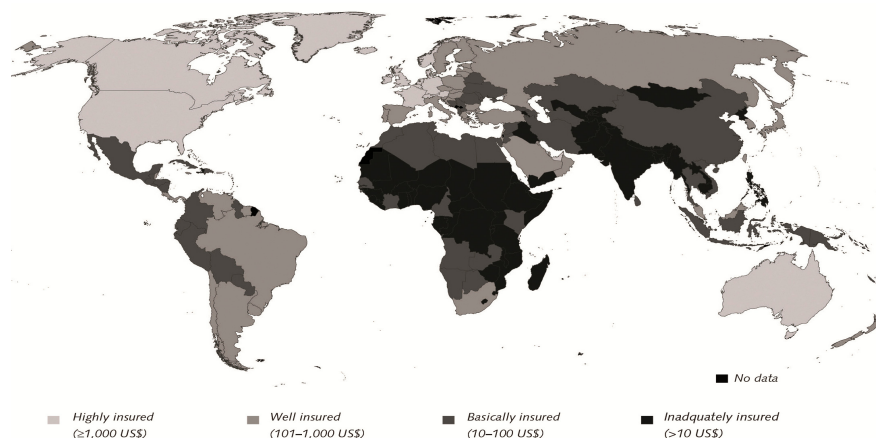 No data
Highly insured
(≥1,000 US$)
Well insured
(101–1,000 US$)
Basically insured
(10–100 US$)
Inadquately insured
(>10 US$)